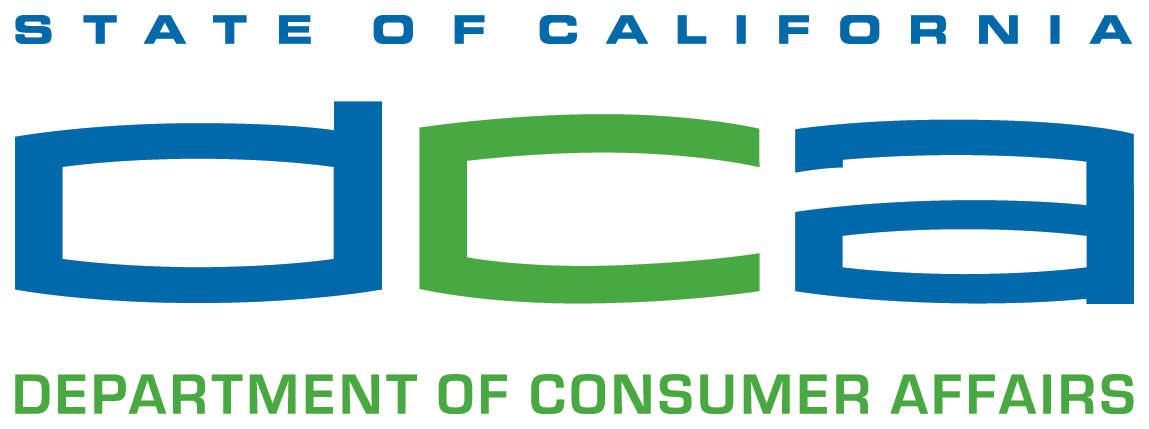 STATE OF CALIFORNIA
dca
DEPARTMENT OF CONSUMER AFFAIRS